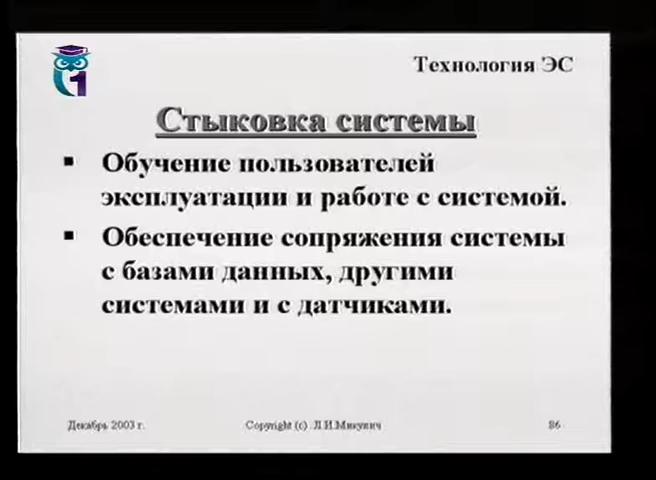 1
Технология ЭС
Стыковка системы
▪ Обучение пользователей
эксплуатации и работе с системой.
▪ Обеспечение сопряжения системы
с базами данных, другими
системами и с датчиками.
Декабрь 2003 г.
Copyright (c) Л.И.Микулич
86